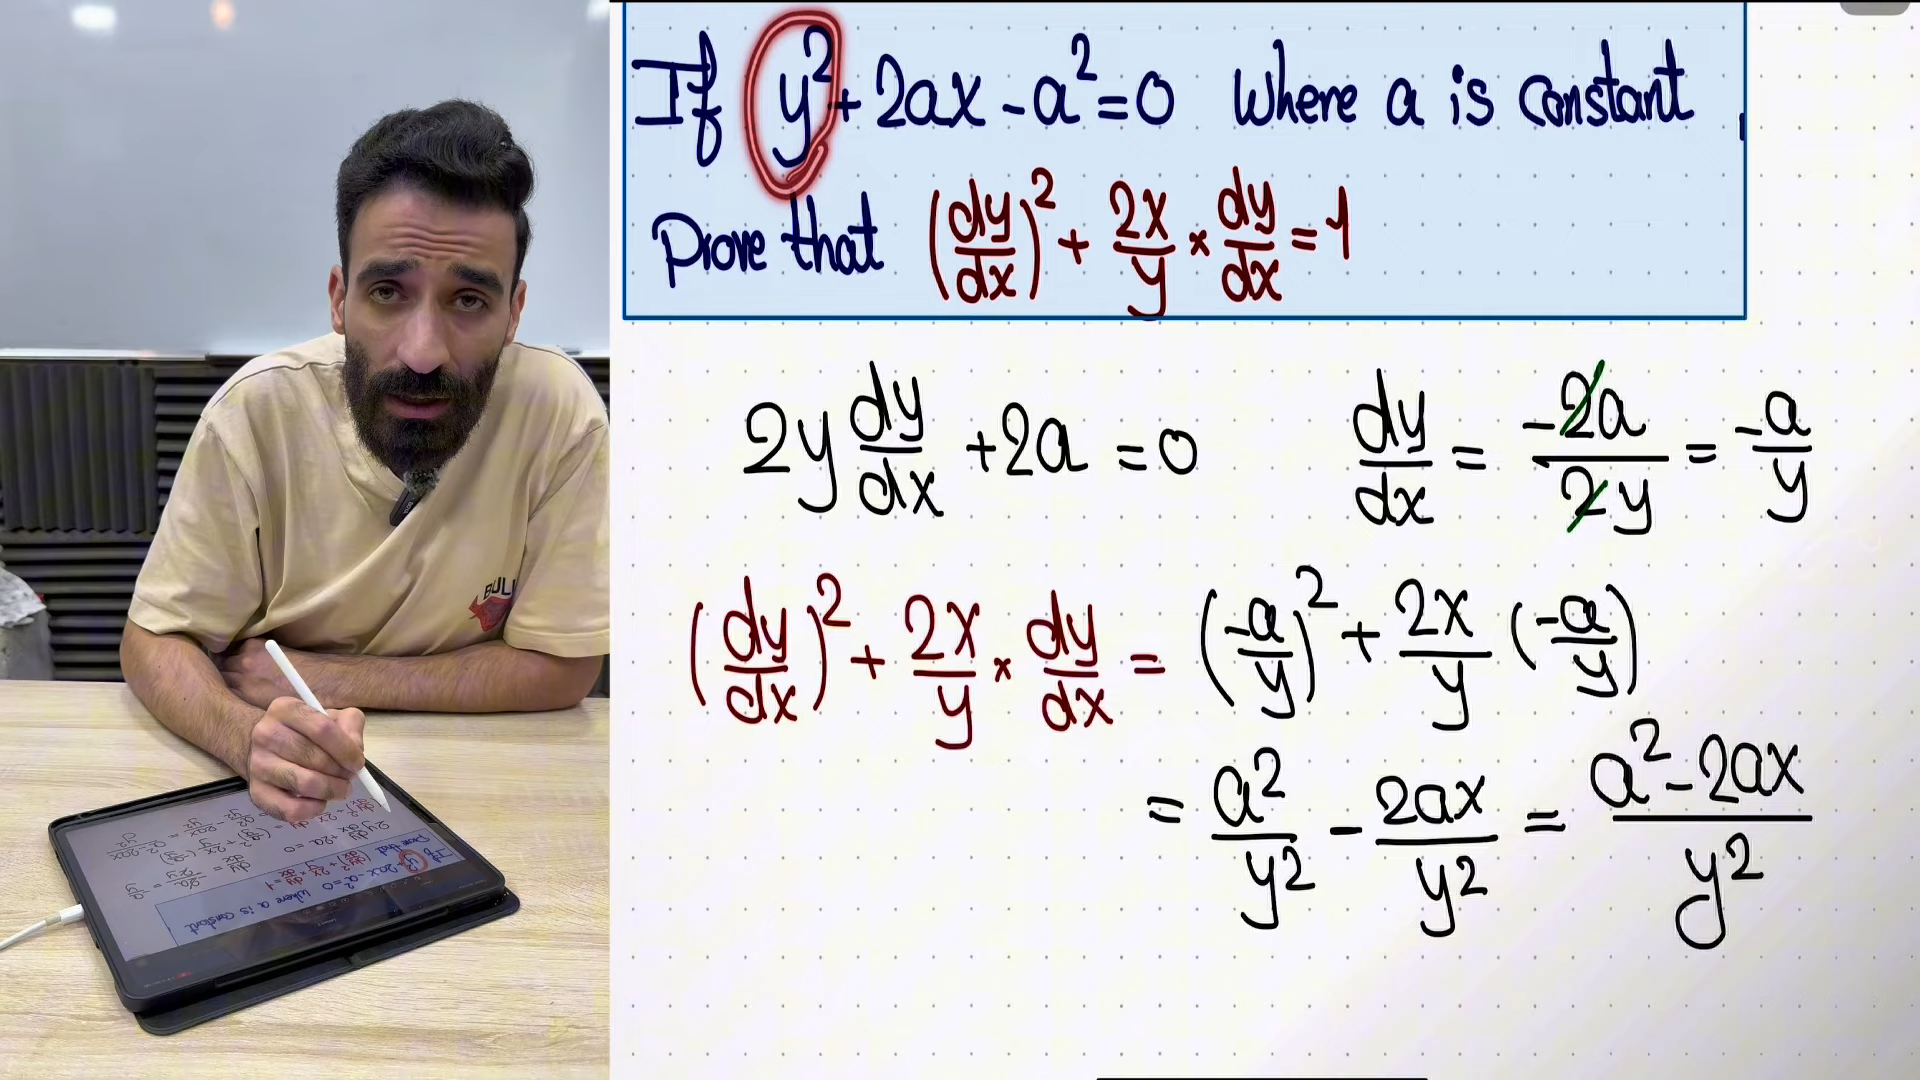 If y²+2ax-a²=0 where a is constant.
Prove that (dy/dx)² + 2x/y × dy/dx = 1
2y dy/dx + 2a = 0
dy/dx = -2a/2y = -a/y
(dy/dx)² + 2x/y × dy/dx = (-a/y)² + 2x/y (-a/y)
= a²/y² - 2ax/y² = a²-2ax/y²
BULL